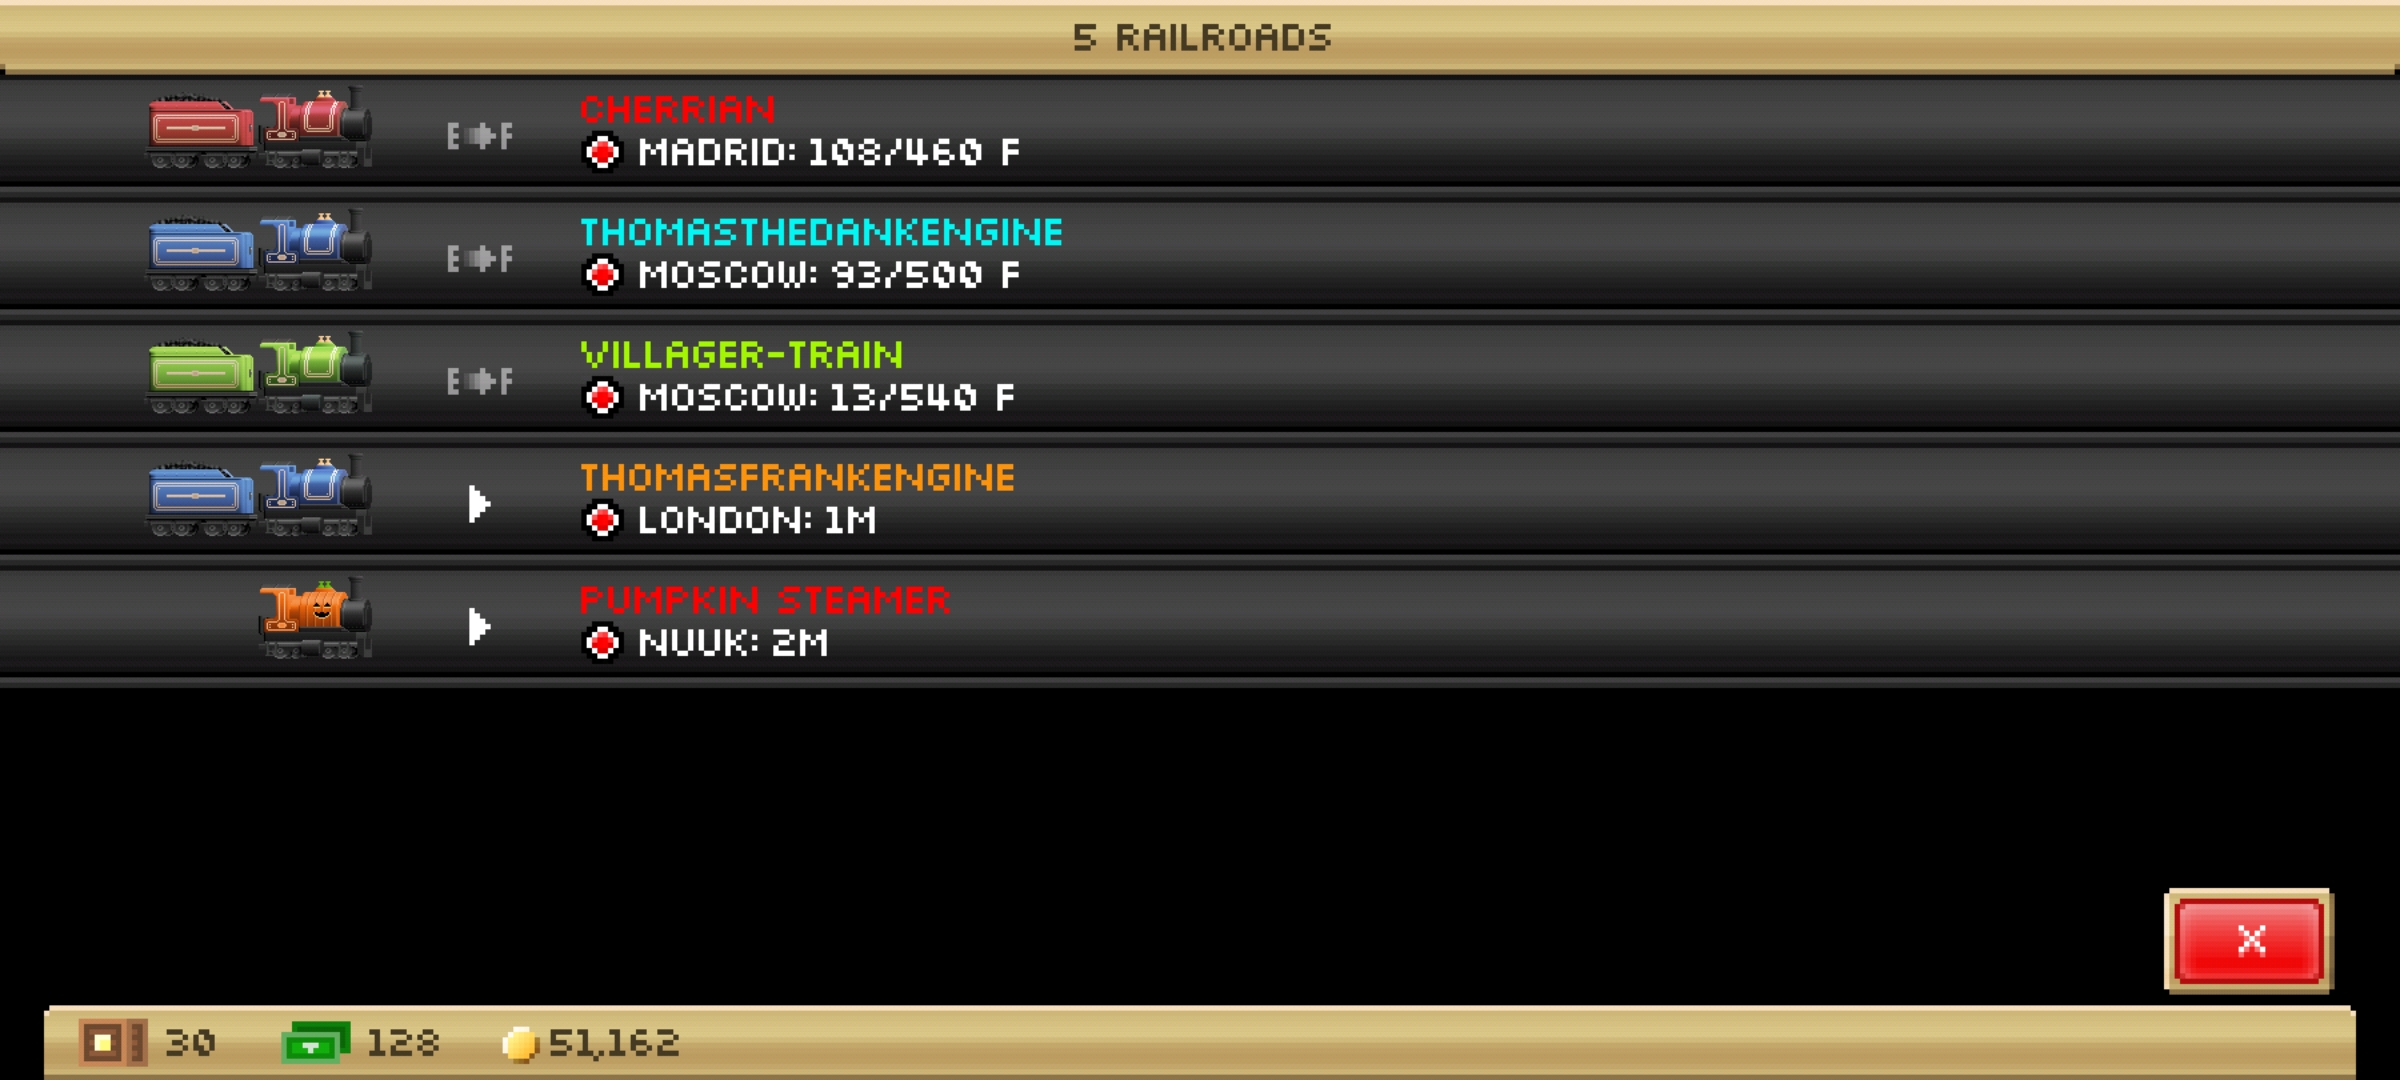 5 RAILROADS
E F
CHERRIAN
MADRID: 108/460 F
E F
THOMASTHEDANKENGINE
MOSCOW: 93/500 F
E F
VILLAGER-TRAIN
MOSCOW: 13/540 F
THOMASFRANKENGINE
LONDON: 1M
PUMPKIN STEAMER
NUUK: 2M
X
30 128 51,162